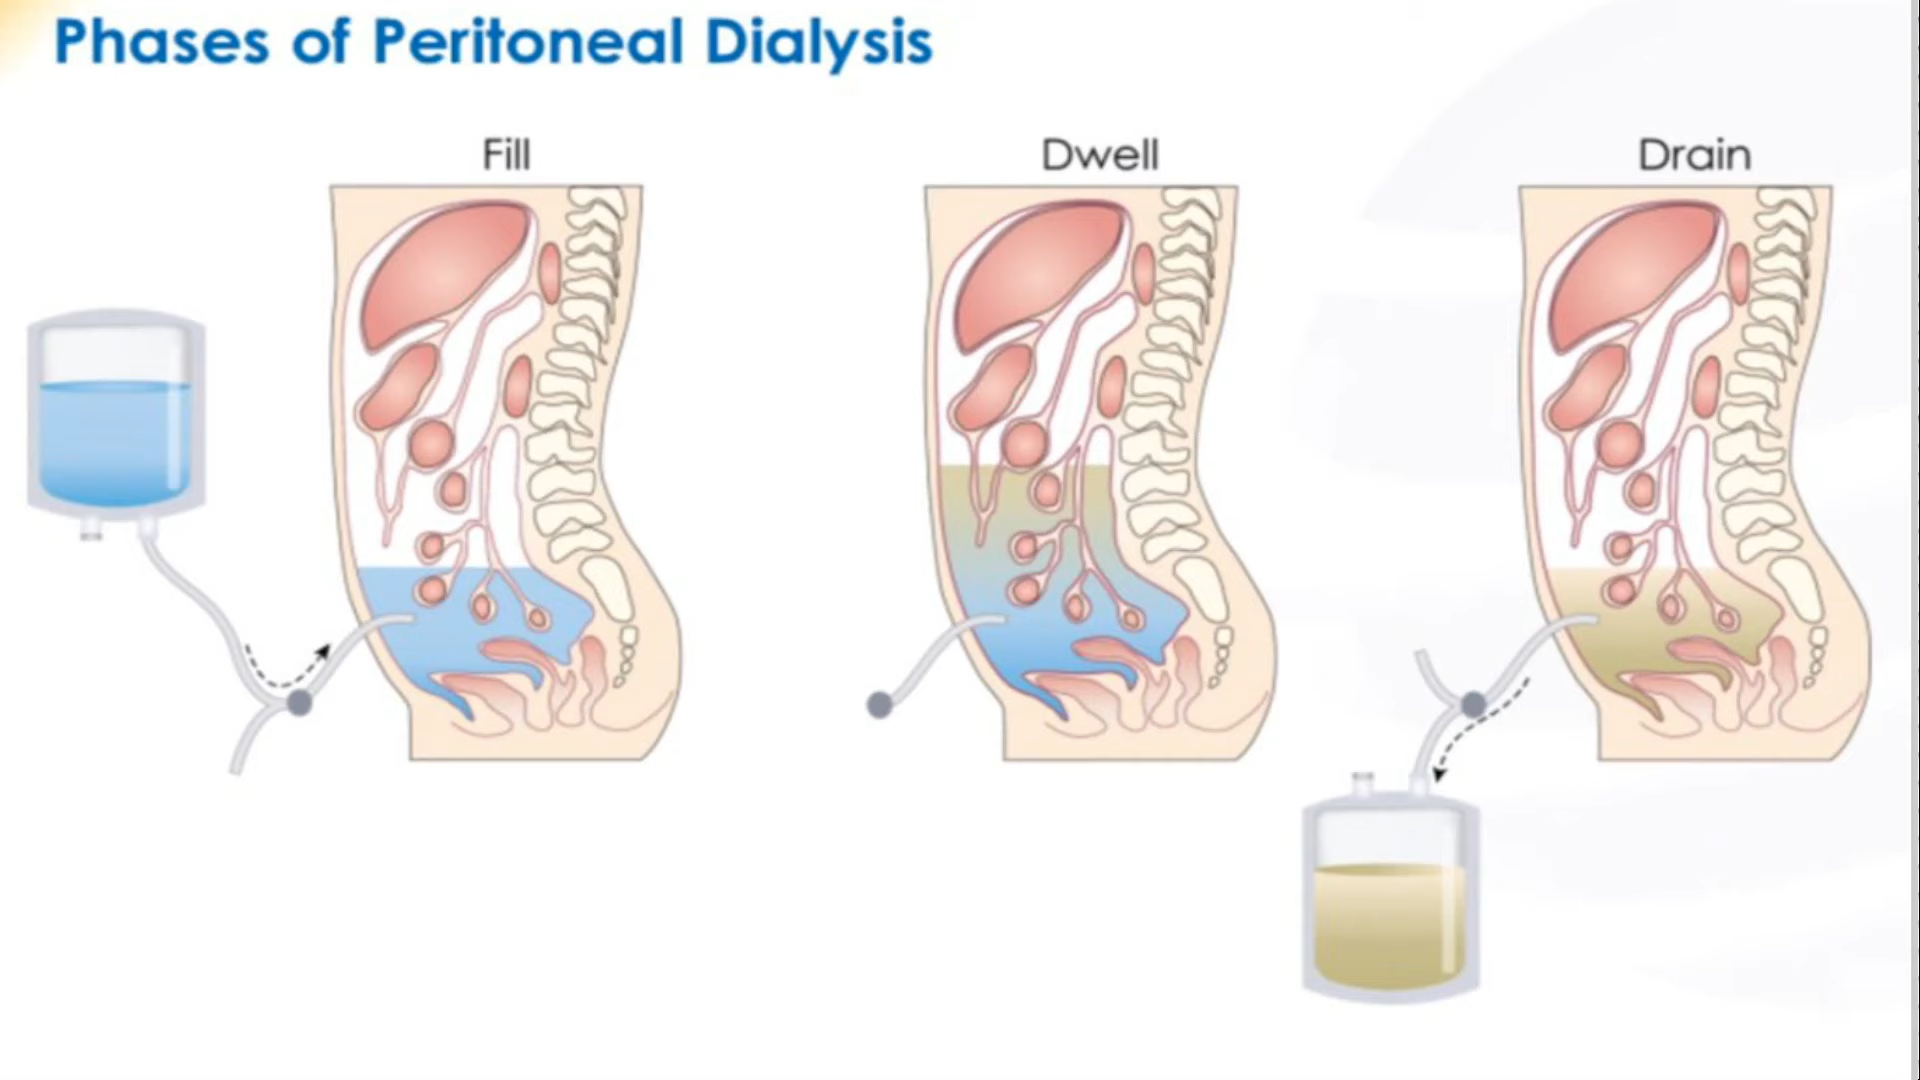 Phases of Peritoneal Dialysis
Fill
Dwell
Drain